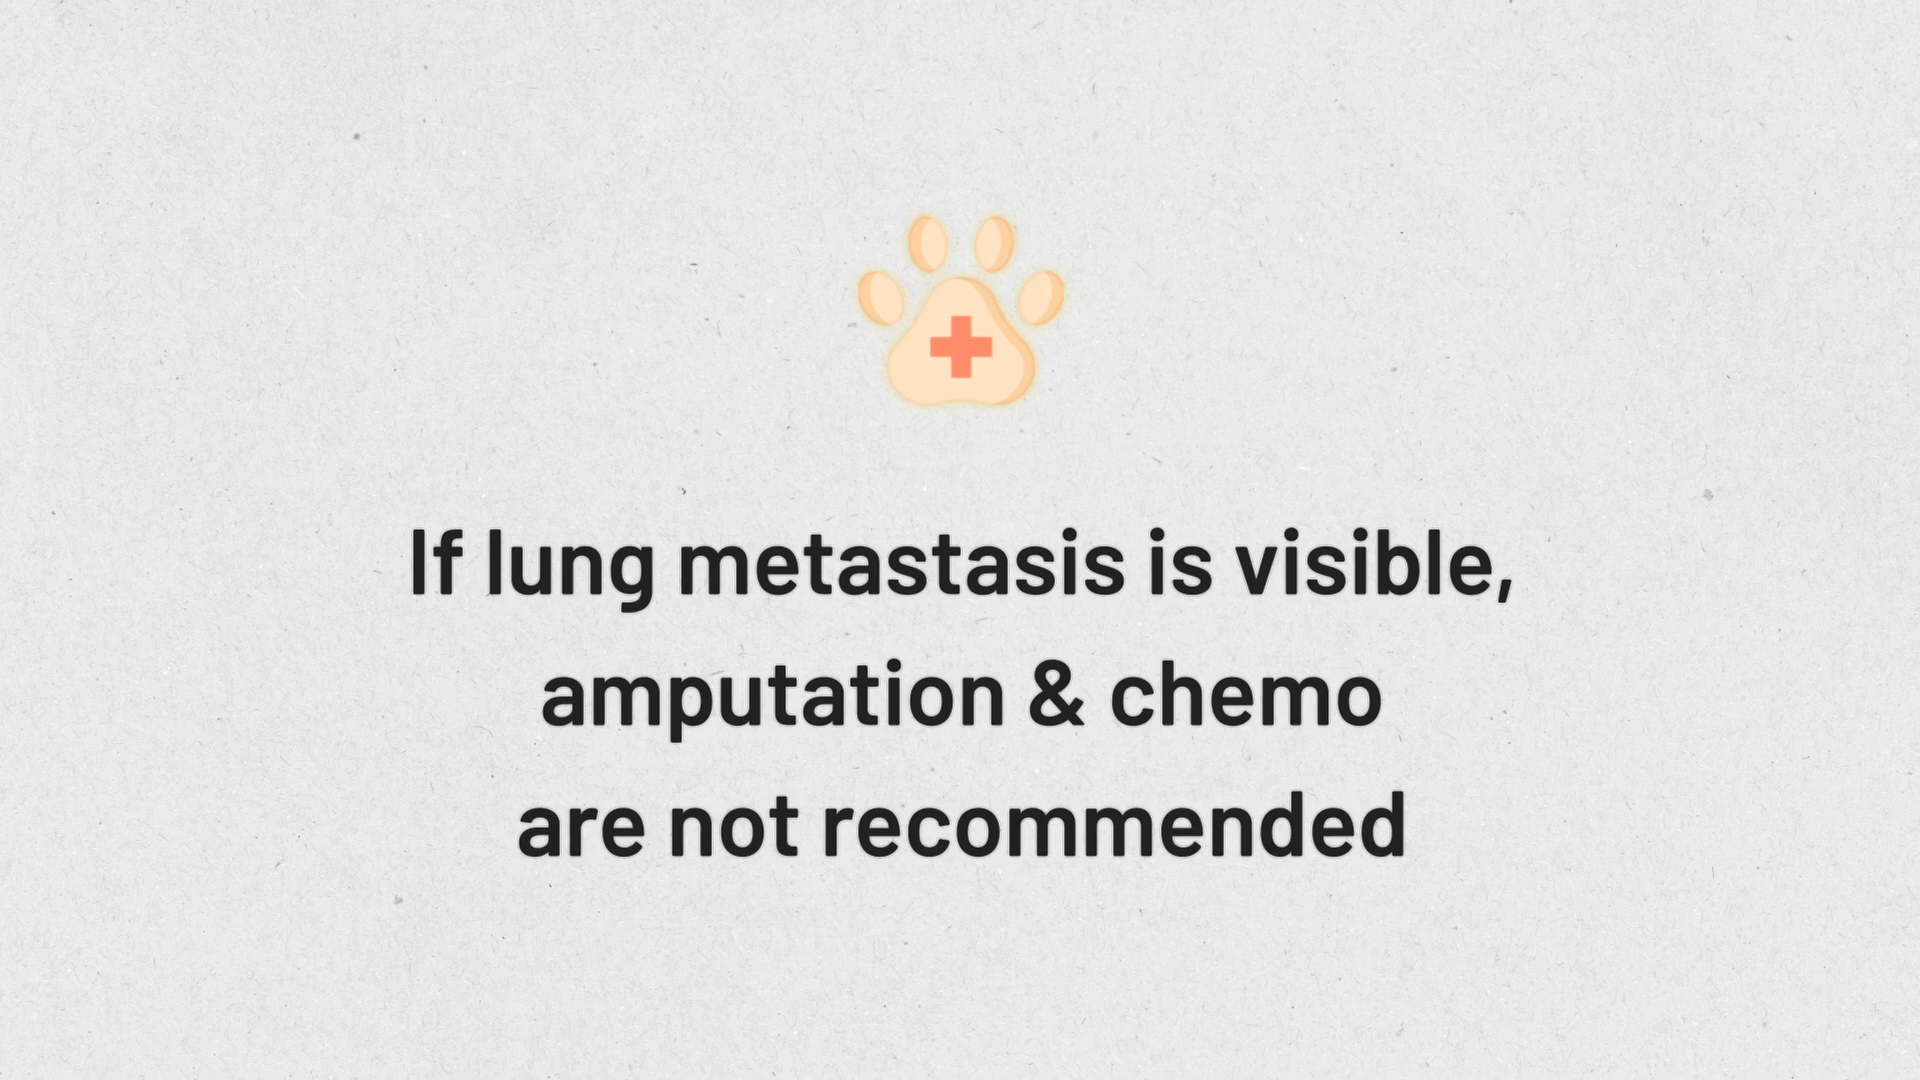 If lung metastasis is visible,
amputation & chemo
are not recommended